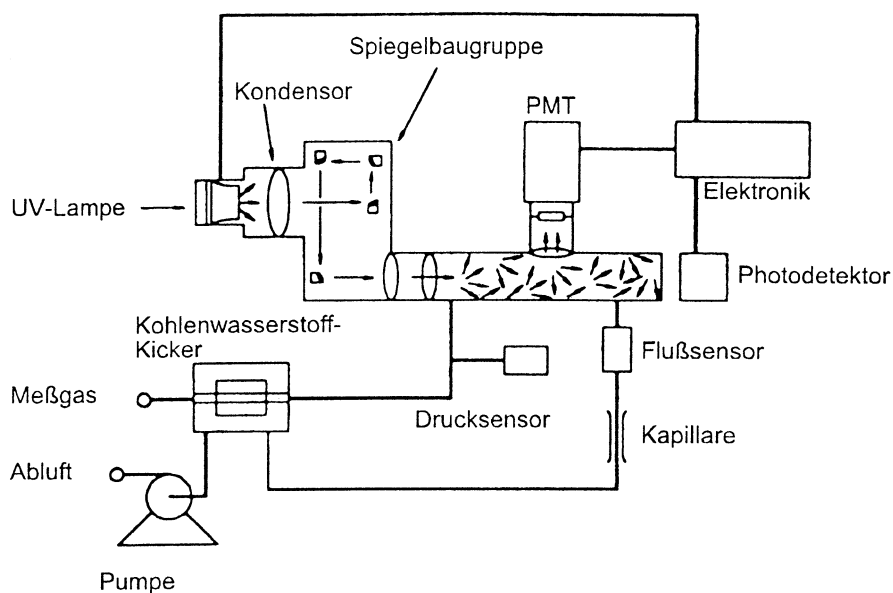 Spiegelbaugruppe
Kondensor
PMT
UV-Lampe
Elektronik
Photodetektor
Kohlenwasserstoff-
Kicker
Flußsensor
Meßgas
Drucksensor
Kapillare
Abluft
Pumpe